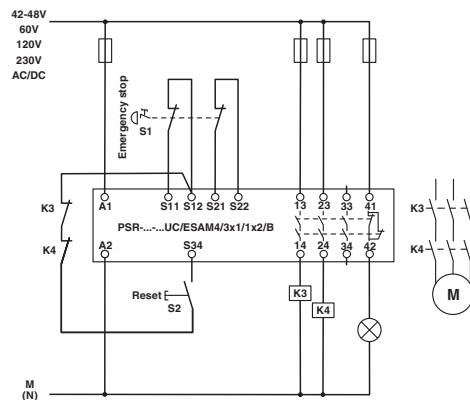 42-48V
60V
120V
230V
AC/DC
Emergency stop
S1
K3
A1
S11
S12
S21
S22
13
23
33
41
PSR-...-...UC/ESAM4/3x1/1x2/B
K4
A2
S34
14
24
34
42
K3
K4
Reset
S2
K3
K4
M
M
(N)